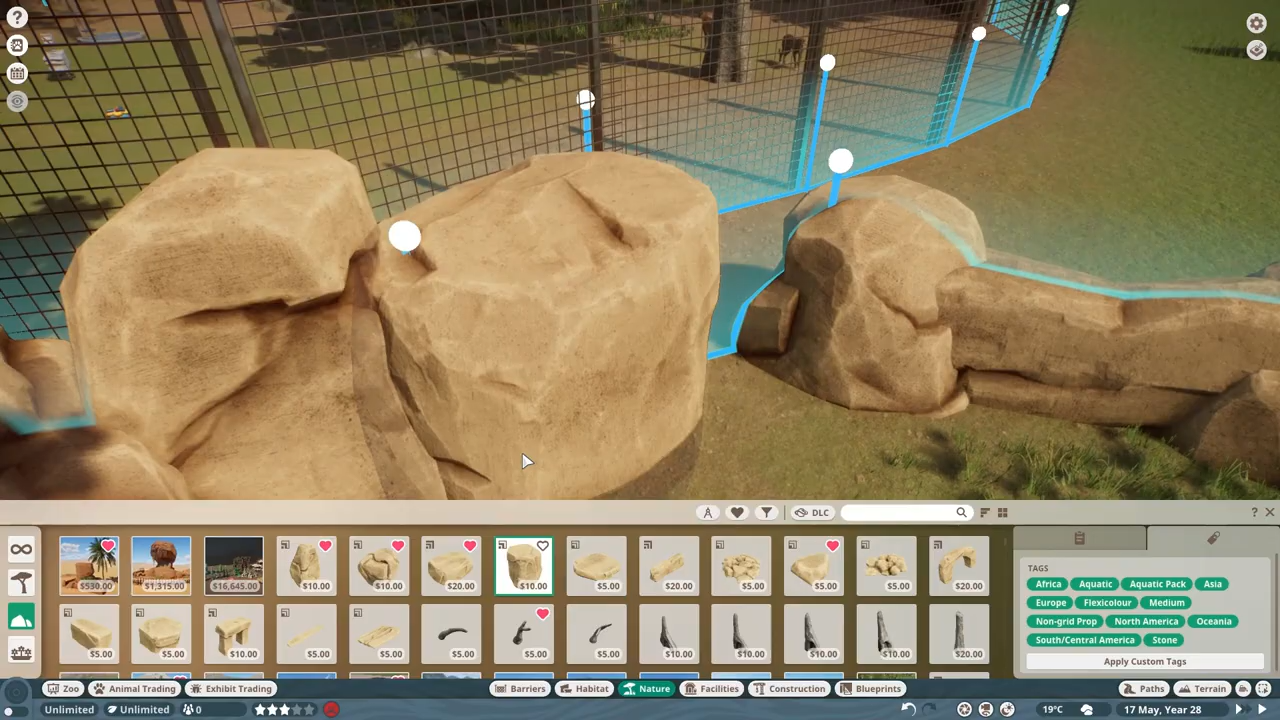 ?
DLC
? ×
$530.00 $1,315.00 $16,645.00 $10.00 $10.00 $20.00 $10.00 $5.00 $20.00 $5.00 $5.00 $5.00 $20.00
$5.00 $5.00 $10.00 $5.00 $5.00 $5.00 $5.00 $5.00 $10.00 $10.00 $10.00 $10.00 $20.00
TAGS
Africa Aquatic Aquatic Pack Asia
Europe Flexicolour Medium
Non-grid Prop North America Oceania
South/Central America Stone
Apply Custom Tags
Zoo Animal Trading Exhibit Trading Barriers Habitat Nature Facilities Construction Blueprints Paths Terrain
Unlimited Unlimited 0 19°C 17 May, Year 28